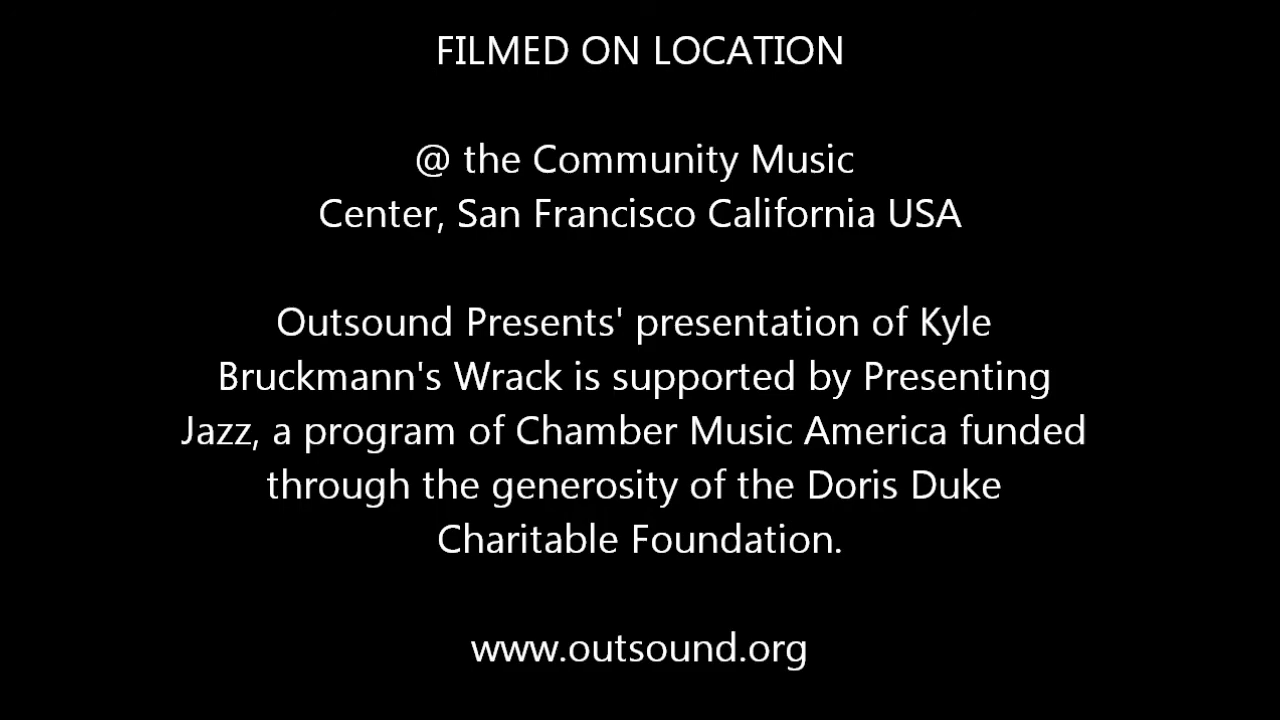 FILMED ON LOCATION
@ the Community Music
Center, San Francisco California USA
Outsound Presents' presentation of Kyle
Bruckmann's Wrack is supported by Presenting
Jazz, a program of Chamber Music America funded
through the generosity of the Doris Duke
Charitable Foundation.
www.outsound.org